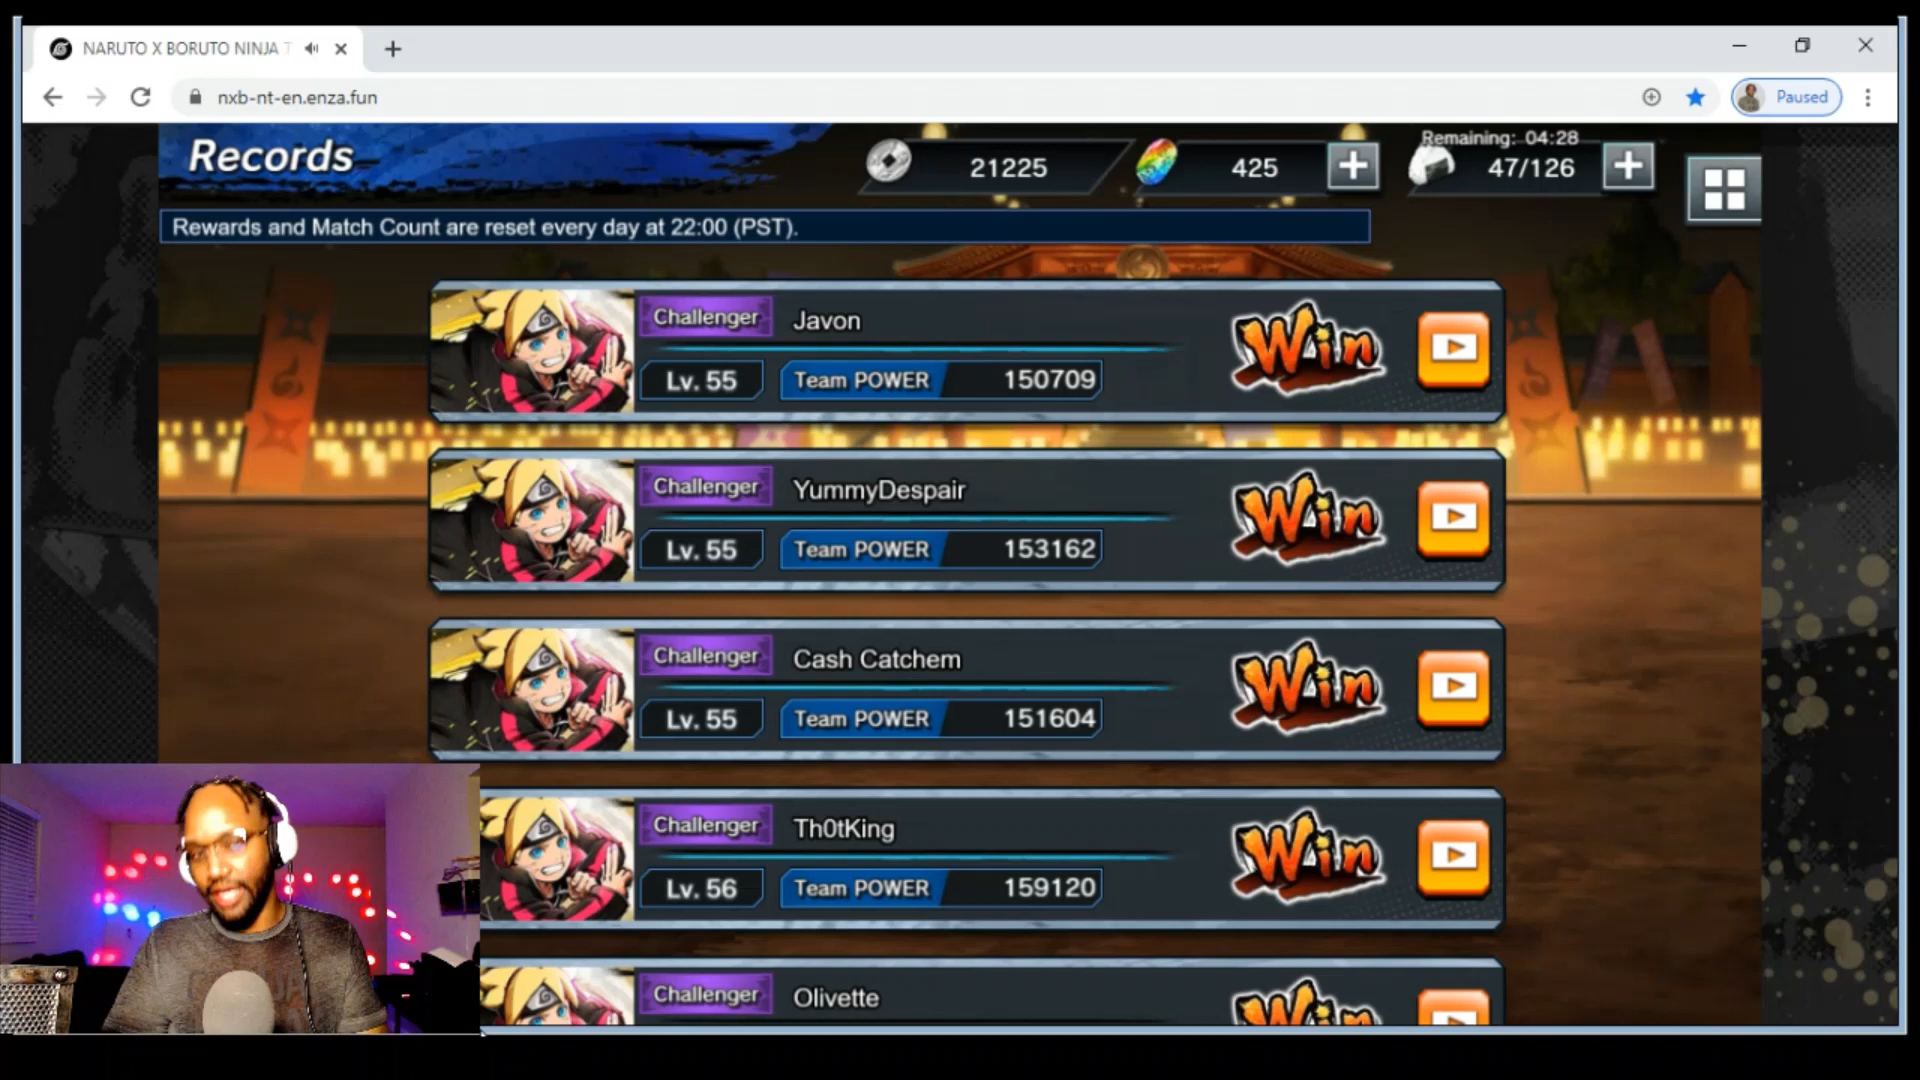 NARUTO X BORUTO NINJA T
nxb-nt-en.enza.fun
Paused
Records
21225
425
Remaining: 04:28
47/126
Rewards and Match Count are reset every day at 22:00 (PST).
Challenger Javon
Lv. 55 Team POWER 150709
Win
Challenger YummyDespair
Lv. 55 Team POWER 153162
Win
Challenger Cash Catchem
Lv. 55 Team POWER 151604
Win
Challenger Th0tKing
Lv. 56 Team POWER 159120
Win
Challenger Olivette
Win